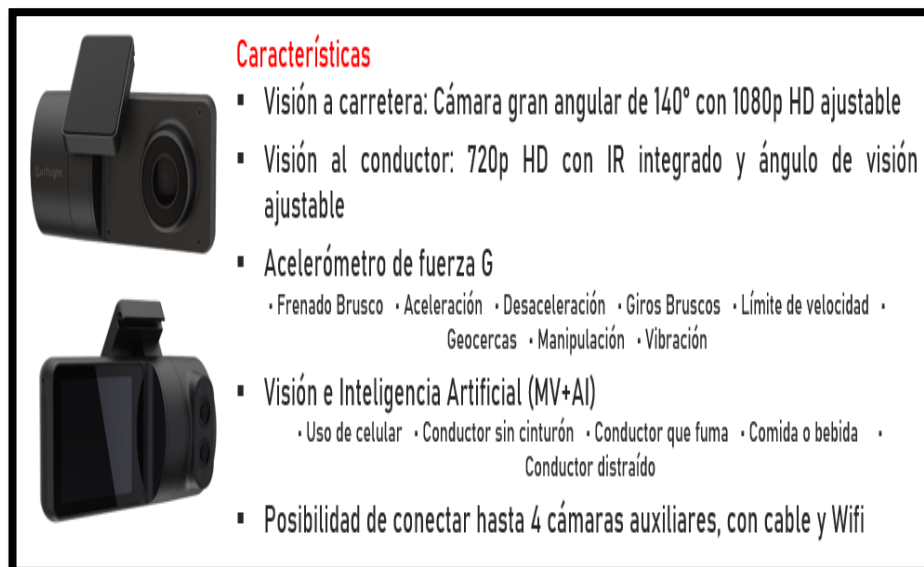 Características
▪ Visión a carretera: Cámara gran angular de 140° con 1080p HD ajustable
▪ Visión al conductor: 720p HD con IR integrado y ángulo de visión
ajustable
▪ Acelerómetro de fuerza G
· Frenado Brusco · Aceleración · Desaceleración · Giros Bruscos · Límite de velocidad ·
Geocercas · Manipulación · Vibración
▪ Visión e Inteligencia Artificial (MV+AI)
· Uso de celular · Conductor sin cinturón · Conductor que fuma · Comida o bebida ·
Conductor distraído
▪ Posibilidad de conectar hasta 4 cámaras auxiliares, con cable y Wifi